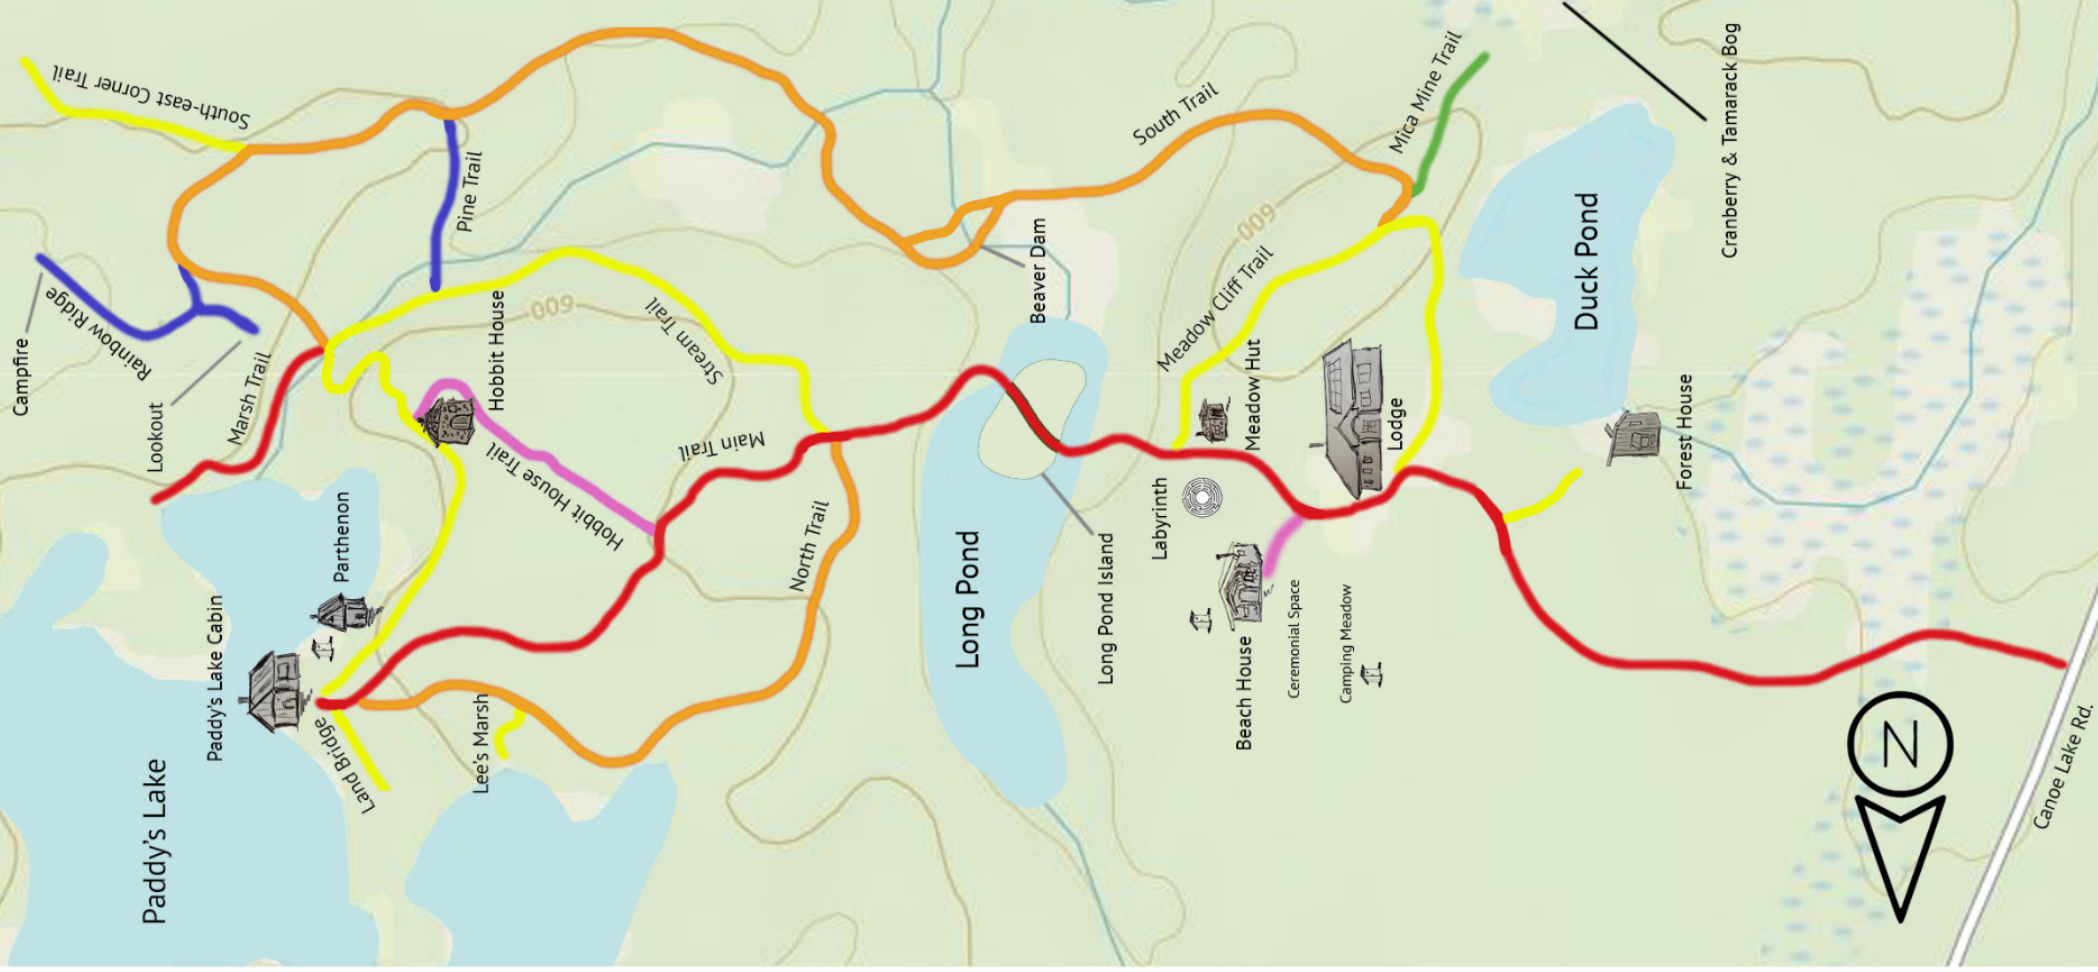 South-east Corner Trail
Campfire
Rainbow Ridge
Lookout
Marsh Trail
Pine Trail
Hobbit House
Stream Trail
Hobbit House Trail
Main Trail
Parthenon
Paddy's Lake Cabin
Land Bridge
Lee's Marsh
Paddy's Lake
North Trail
Long Pond
Long Pond Island
Beaver Dam
South Trail
Mica Mine Trail
Meadow Cliff Trail
Meadow Hut
Labyrinth
Lodge
Beach House
Ceremonial Space
Camping Meadow
Duck Pond
Forest House
Cranberry & Tamarack Bog
Canoe Lake Rd.
N
600
600